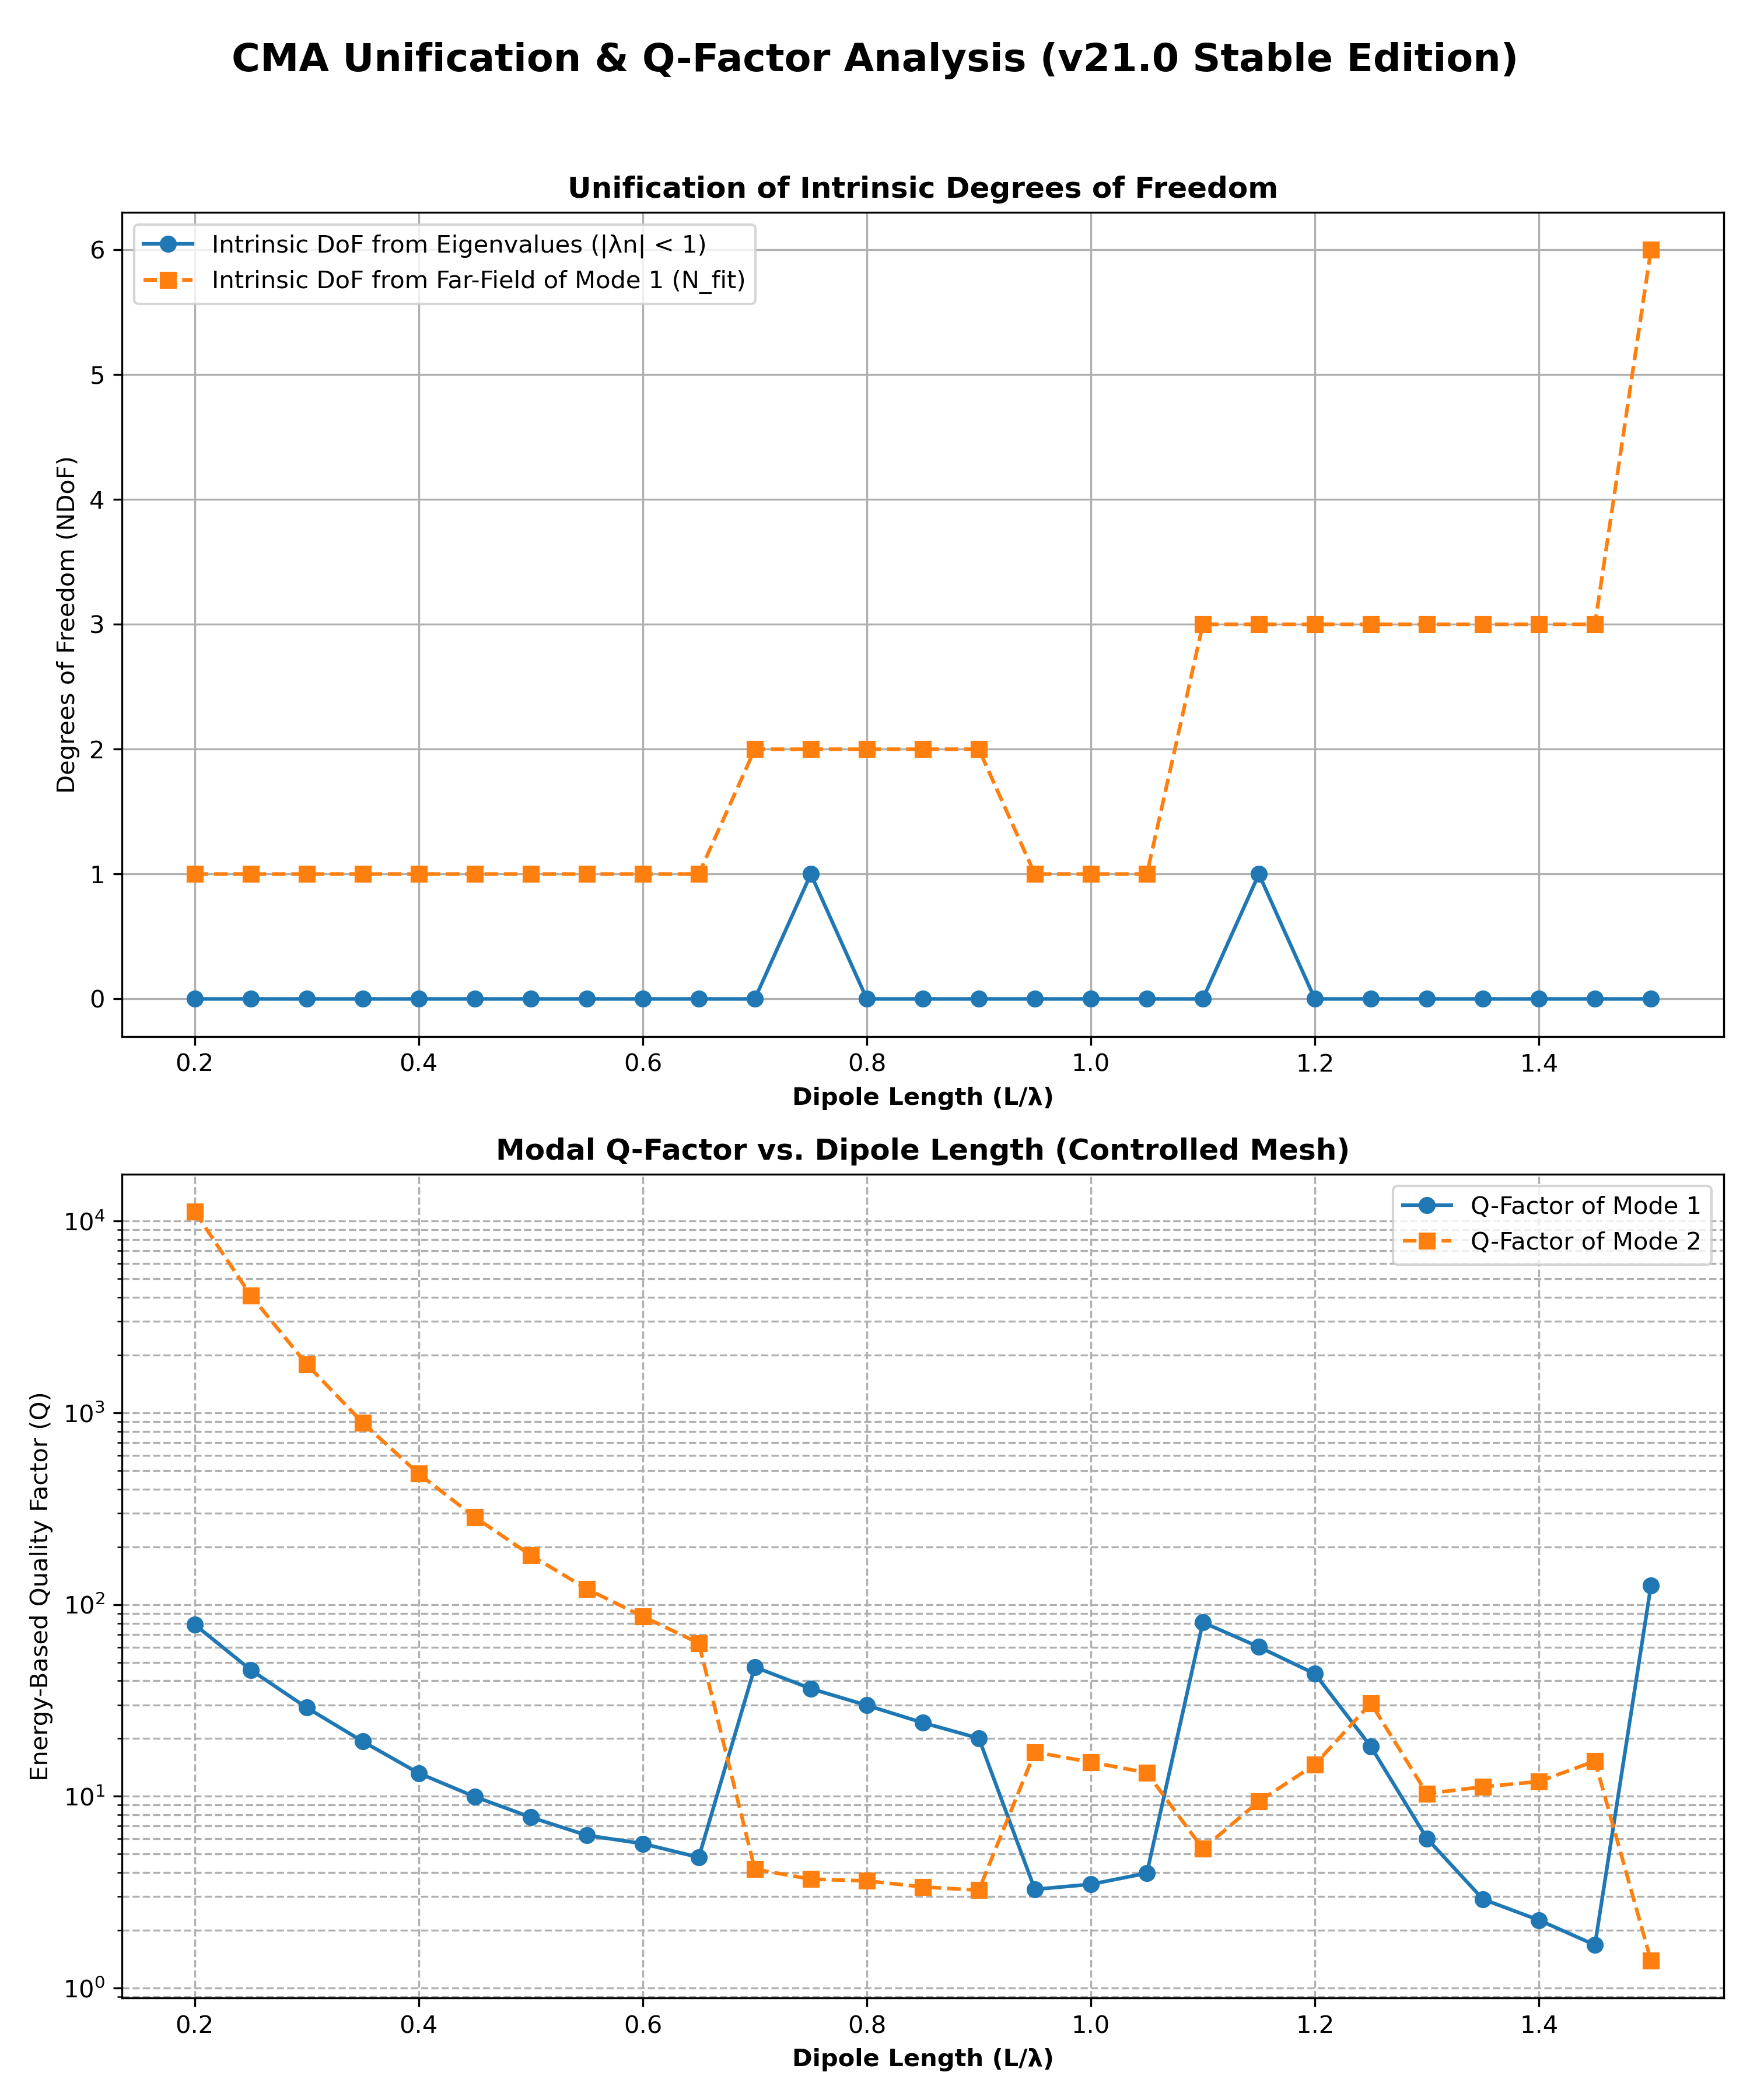 CMA Unification & Q-Factor Analysis (v21.0 Stable Edition)
Unification of Intrinsic Degrees of Freedom
Intrinsic DoF from Eigenvalues (|λn| < 1)
Intrinsic DoF from Far-Field of Mode 1 (N_fit)
Degrees of Freedom (NDoF)
6
5
4
3
2
1
0
0.2 0.4 0.6 0.8 1.0 1.2 1.4
Dipole Length (L/λ)
Modal Q-Factor vs. Dipole Length (Controlled Mesh)
Q-Factor of Mode 1
Q-Factor of Mode 2
Energy-Based Quality Factor (Q)
10⁴
10³
10²
10¹
10⁰
0.2 0.4 0.6 0.8 1.0 1.2 1.4
Dipole Length (L/λ)